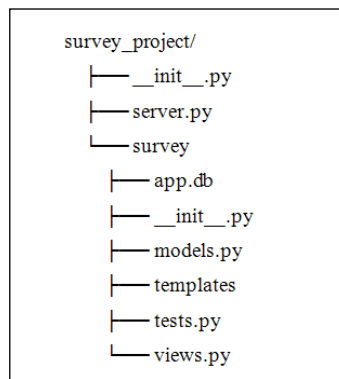 survey_project/
├── __init__.py
├── server.py
└── survey
├── app.db
├── __init__.py
├── models.py
├── templates
├── tests.py
└── views.py